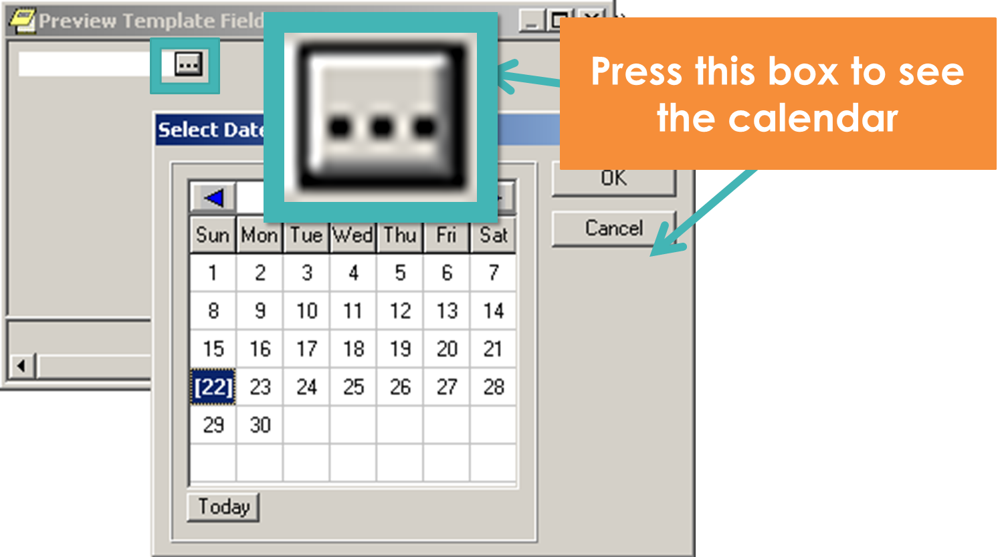 Preview Template Field
...
Press this box to see
the calendar
Select Date
...
OK
Cancel
Sun Mon Tue Wed Thu Fri Sat
1 2 3 4 5 6 7
8 9 10 11 12 13 14
15 16 17 18 19 20 21
[22] 23 24 25 26 27 28
29 30
Today